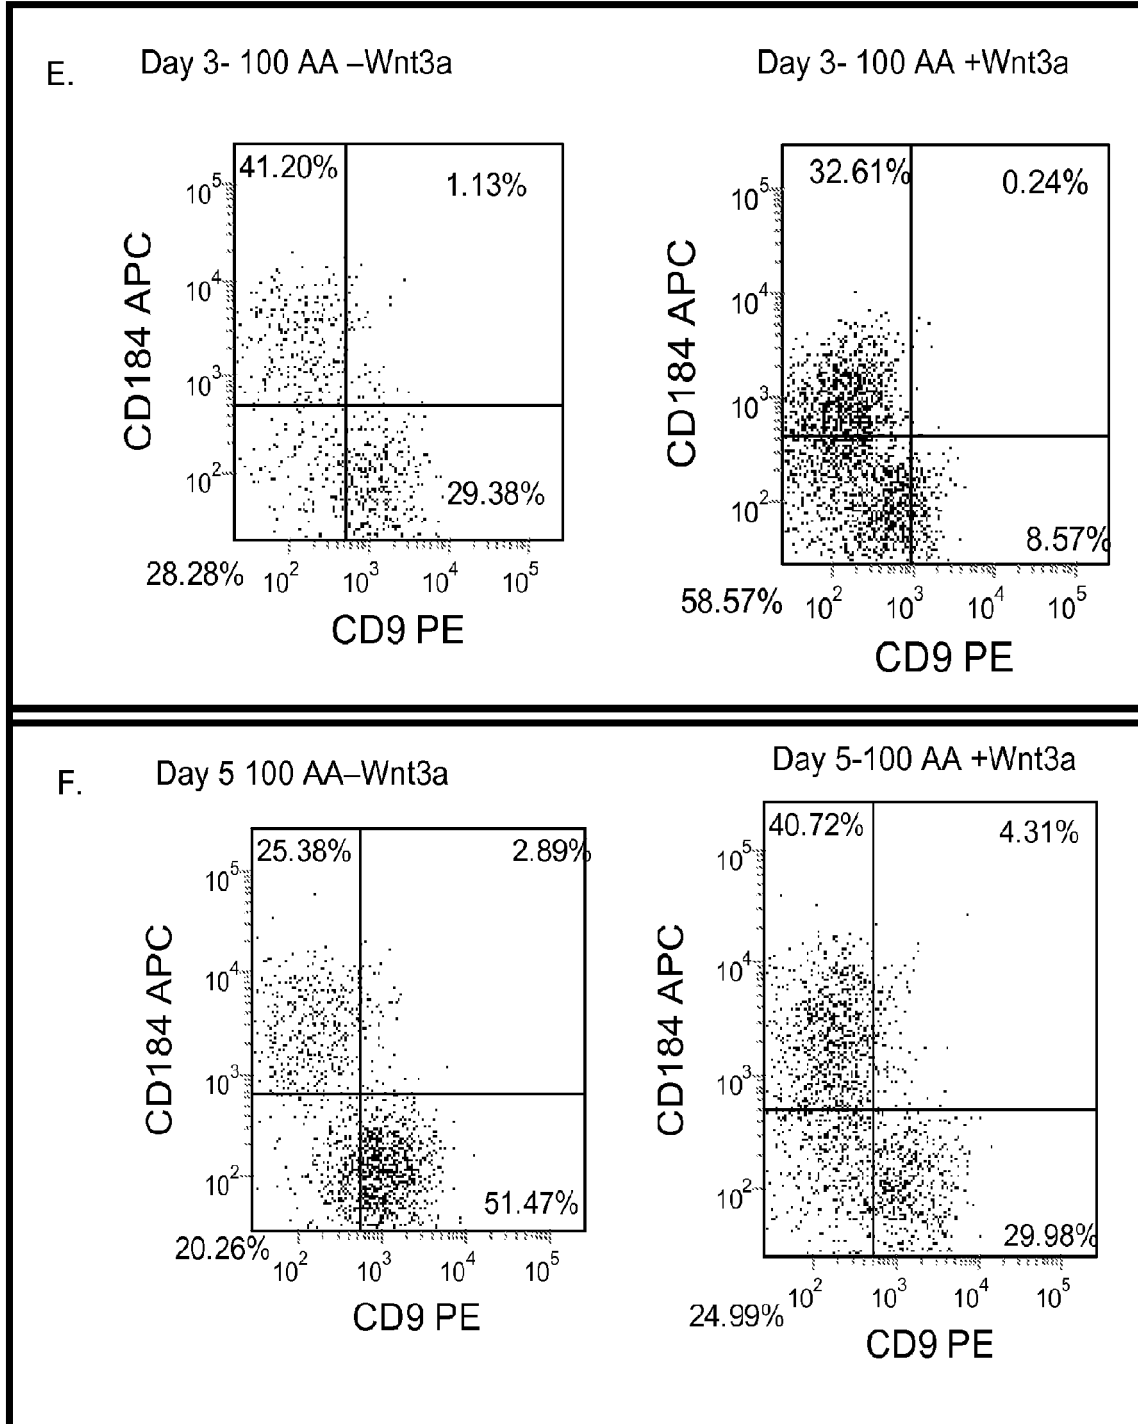 E.
Day 3- 100 AA –Wnt3a
Day 3- 100 AA +Wnt3a
41.20%
1.13%
10^5
10^4
10^3
10^2
CD184 APC
29.38%
28.28%
10^2 10^3 10^4 10^5
CD9 PE
32.61%
0.24%
10^5
10^4
10^3
10^2
CD184 APC
8.57%
58.57%
10^2 10^3 10^4 10^5
CD9 PE
F.
Day 5 100 AA–Wnt3a
Day 5-100 AA +Wnt3a
25.38%
2.89%
10^5
10^4
10^3
10^2
CD184 APC
51.47%
20.26%
10^2 10^3 10^4 10^5
CD9 PE
40.72%
4.31%
10^5
10^4
10^3
10^2
CD184 APC
29.98%
24.99%
10^2 10^3 10^4 10^5
CD9 PE